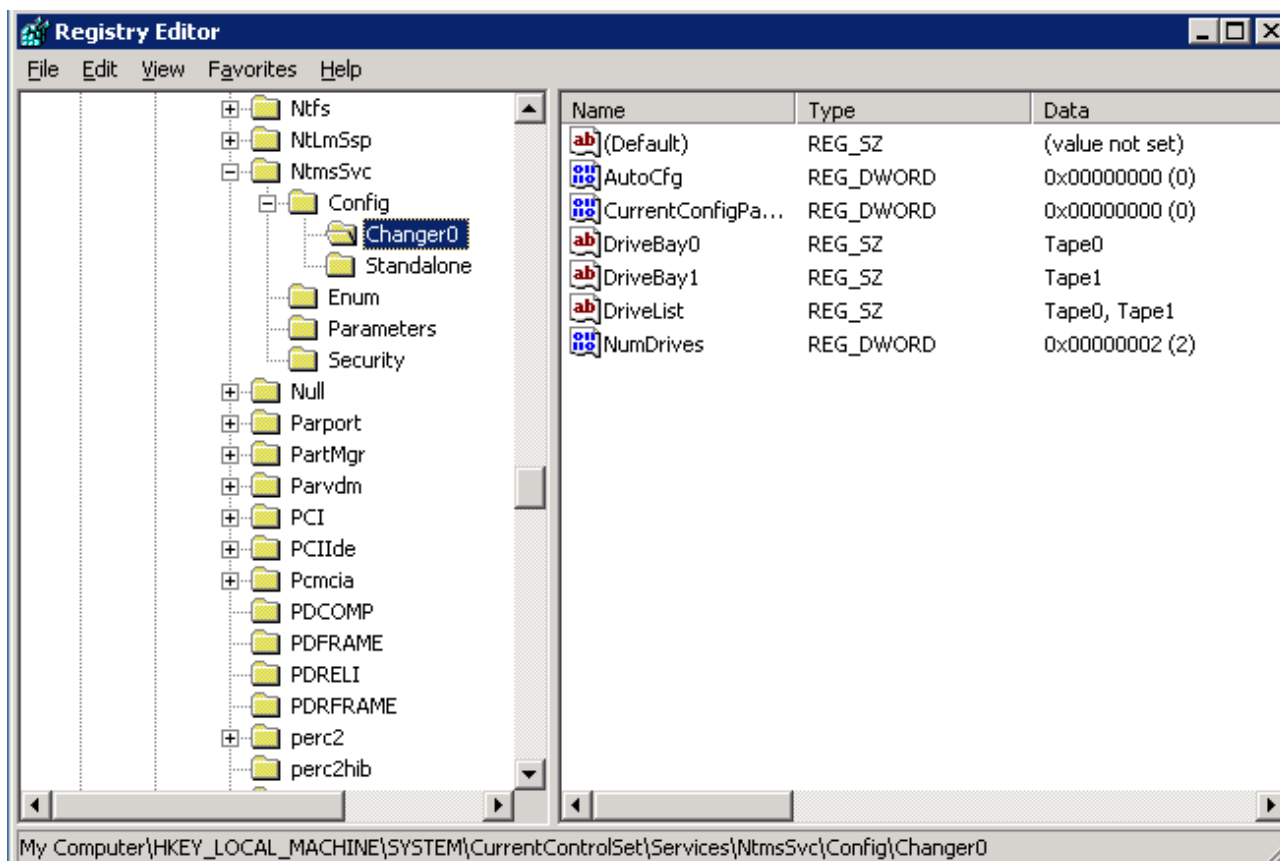 Registry Editor
File Edit View Favorites Help
Ntfs
NtLmSsp
NtmsSvc
Config
Changer0
Standalone
Enum
Parameters
Security
Null
Parport
PartMgr
Parvdm
PCI
PCIIde
Pcmcia
PDCOMP
PDFRAME
PDRELI
PDRFRAME
perc2
perc2hib
Name Type Data
(Default) REG_SZ (value not set)
AutoCfg REG_DWORD 0x00000000 (0)
CurrentConfigPa... REG_DWORD 0x00000000 (0)
DriveBay0 REG_SZ Tape0
DriveBay1 REG_SZ Tape1
DriveList REG_SZ Tape0, Tape1
NumDrives REG_DWORD 0x00000002 (2)
My Computer\HKEY_LOCAL_MACHINE\SYSTEM\CurrentControlSet\Services\NtmsSvc\Config\Changer0